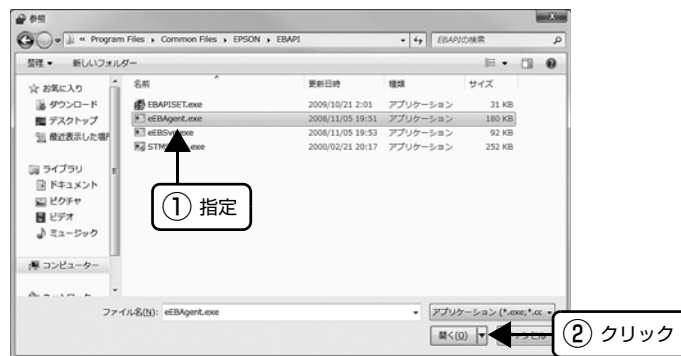 参照
« Program Files ▸ Common Files ▸ EPSON ▸ EBAPI
EBAPIの検索
整理 新しいフォルダー
お気に入り
ダウンロード
デスクトップ
最近表示した場所
ライブラリ
ドキュメント
ピクチャ
ビデオ
ミュージック
コンピューター
名前 更新日時 種類 サイズ
EBAPISET.exe 2009/10/21 2:01 アプリケーション 31 KB
eEBAgent.exe 2008/11/05 19:51 アプリケーション 180 KB
2008/11/05 19:53 アプリケーション 92 KB
2000/02/21 20:17 アプリケーション 252 KB
① 指定
ファイル名(N): eEBAgent.exe
アプリケーション (*.exe;*.cc
開く(O)
② クリック